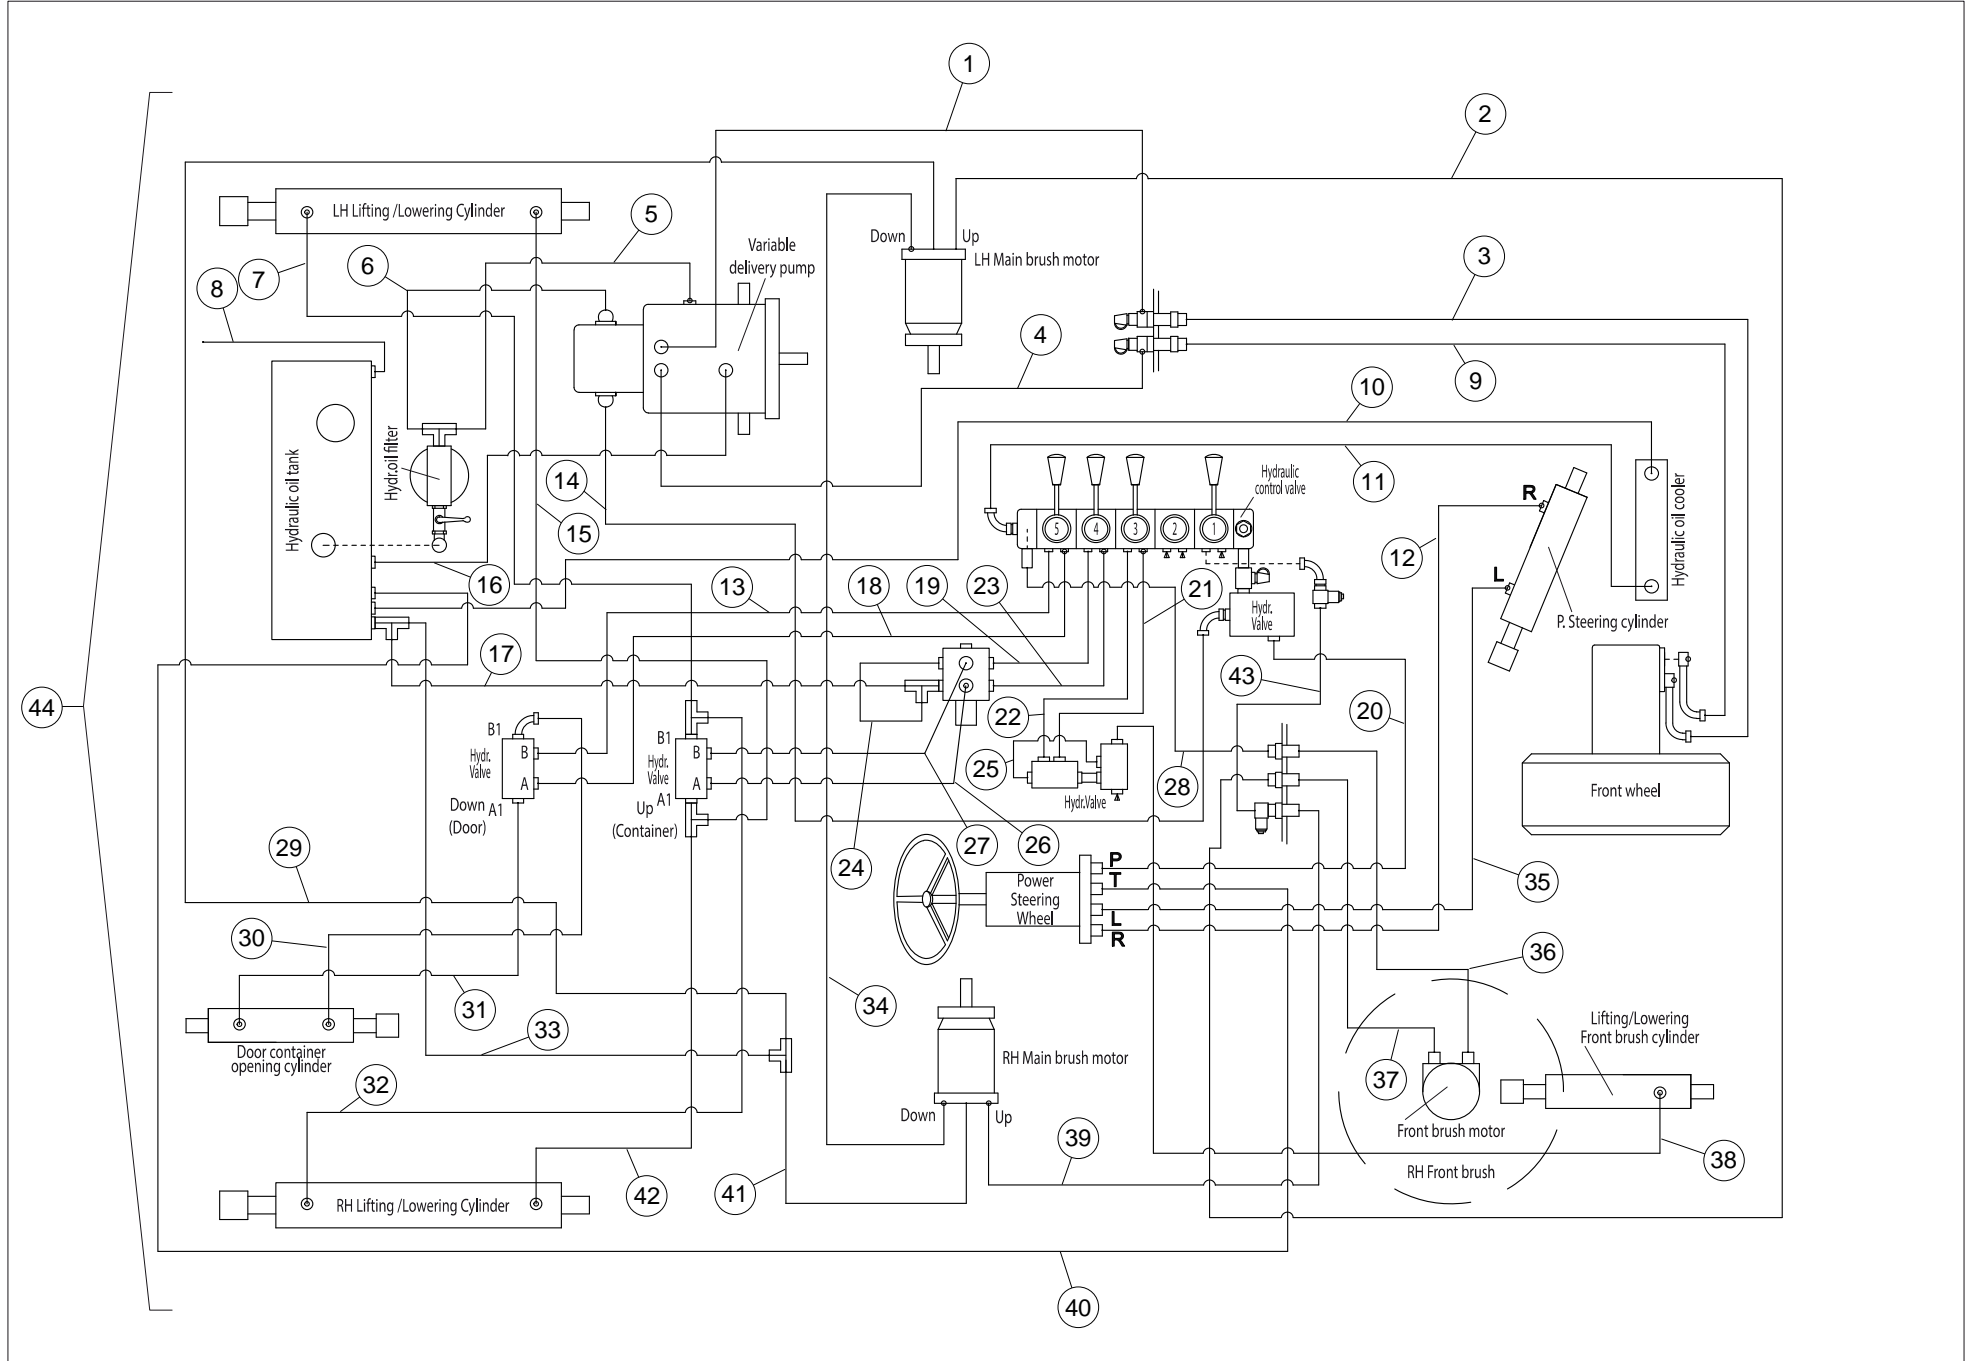 1
2
LH Lifting /Lowering Cylinder
5
Variable
delivery pump
Down
Up
LH Main brush motor
3
6
7
8
4
9
10
Hydr.oil filter
Hydraulic oil tank
14
15
11
Hydraulic
control valve
5
4
3
2
1
R
L
12
Hydraulic oil cooler
P. Steering cylinder
16
13
18
19
23
21
Hydr.
Valve
17
43
44
22
20
24
B1
Hydr.
Valve
B
A
Down
A1
(Door)
B1
Hydr.
Valve
B
A
Up
A1
(Container)
25
Hydr.Valve
28
Front wheel
29
24
27
26
P
T
L
R
Power
Steering
Wheel
35
30
31
33
34
36
Door container
opening cylinder
RH Main brush motor
Lifting/Lowering
Front brush cylinder
32
37
Down
Up
Front brush motor
39
38
RH Front brush
RH Lifting /Lowering Cylinder
42
41
40